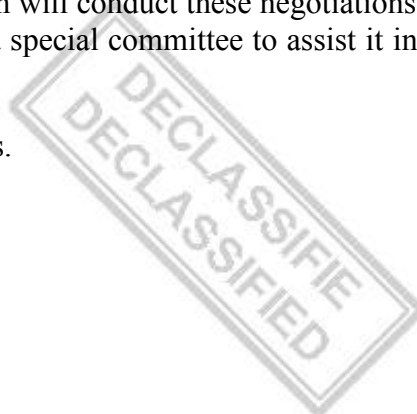 n will conduct these negotiations
special committee to assist it in
s.
DECLASSIFIE
DECLASSIFIED